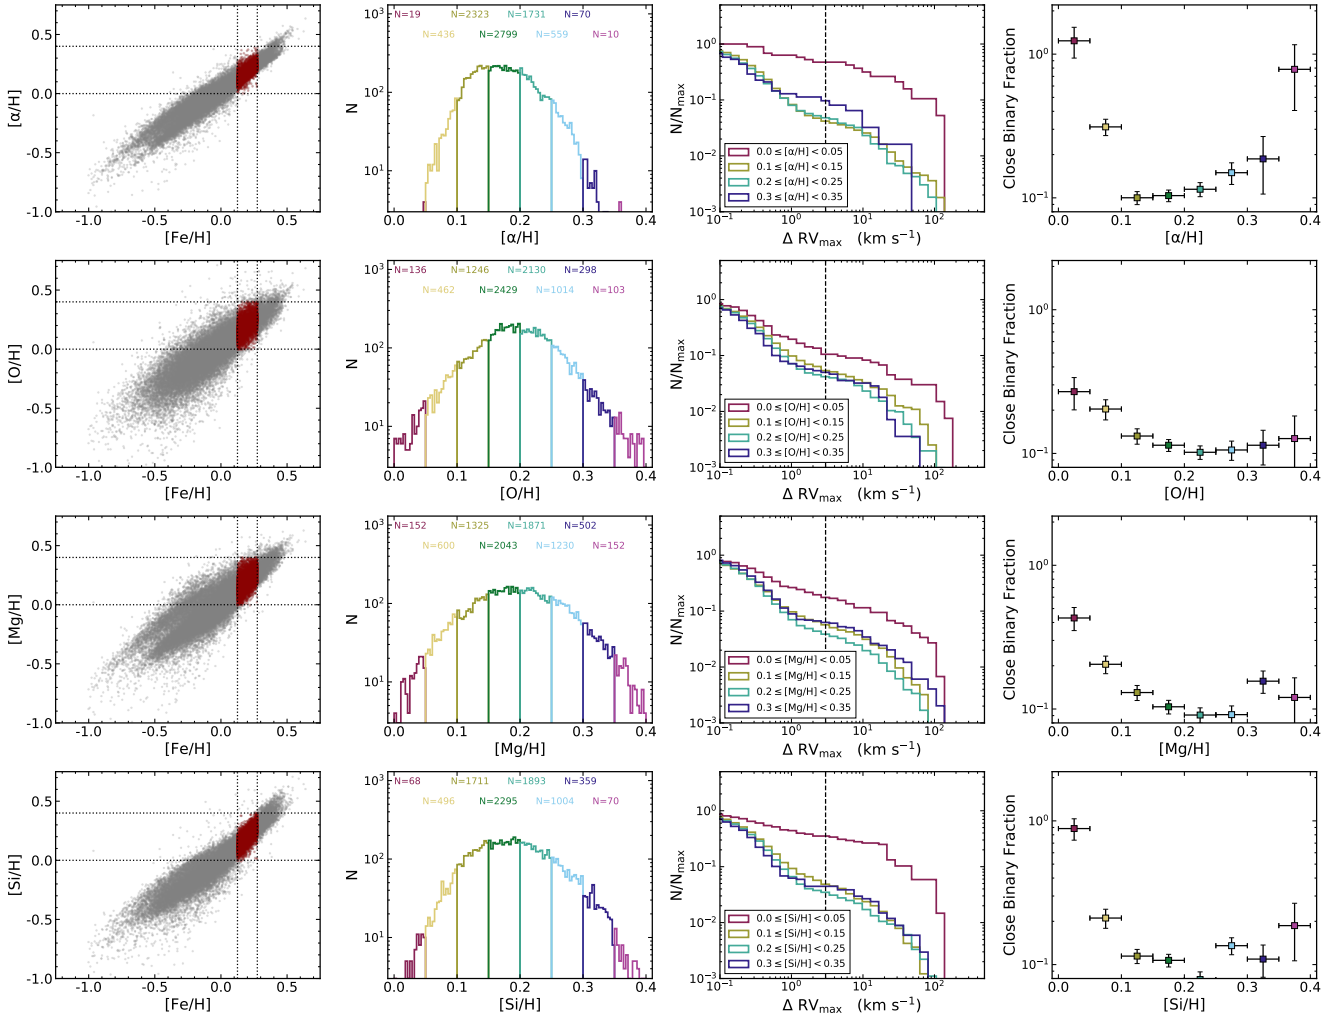 N=19 N=2323 N=1731 N=70
N=436 N=2799 N=559 N=10
0.5
0.0
-0.5
-1.0
[α/H]
-1.0 -0.5 0.0 0.5
[Fe/H]
10³
10²
10¹
N
0.0 0.1 0.2 0.3 0.4
[α/H]
10⁰
10⁻¹
10⁻²
10⁻³
N/Nmax
0.0 ≤ [α/H] < 0.05
0.1 ≤ [α/H] < 0.15
0.2 ≤ [α/H] < 0.25
0.3 ≤ [α/H] < 0.35
10⁻¹ 10⁰ 10¹ 10²
Δ RVmax (km s⁻¹)
10⁰
10⁻¹
Close Binary Fraction
0.0 0.1 0.2 0.3 0.4
[α/H]
N=136 N=1246 N=2130 N=298
N=462 N=2429 N=1014 N=103
0.5
0.0
-0.5
-1.0
[O/H]
-1.0 -0.5 0.0 0.5
[Fe/H]
10³
10²
10¹
N
0.0 0.1 0.2 0.3 0.4
[O/H]
10⁰
10⁻¹
10⁻²
10⁻³
N/Nmax
0.0 ≤ [O/H] < 0.05
0.1 ≤ [O/H] < 0.15
0.2 ≤ [O/H] < 0.25
0.3 ≤ [O/H] < 0.35
10⁻¹ 10⁰ 10¹ 10²
Δ RVmax (km s⁻¹)
10⁰
10⁻¹
Close Binary Fraction
0.0 0.1 0.2 0.3 0.4
[O/H]
N=152 N=1325 N=1871 N=502
N=600 N=2043 N=1230 N=152
0.5
0.0
-0.5
-1.0
[Mg/H]
-1.0 -0.5 0.0 0.5
[Fe/H]
10³
10²
10¹
N
0.0 0.1 0.2 0.3 0.4
[Mg/H]
10⁰
10⁻¹
10⁻²
10⁻³
N/Nmax
0.0 ≤ [Mg/H] < 0.05
0.1 ≤ [Mg/H] < 0.15
0.2 ≤ [Mg/H] < 0.25
0.3 ≤ [Mg/H] < 0.35
10⁻¹ 10⁰ 10¹ 10²
Δ RVmax (km s⁻¹)
10⁰
10⁻¹
Close Binary Fraction
0.0 0.1 0.2 0.3 0.4
[Mg/H]
N=68 N=1711 N=1893 N=359
N=496 N=2295 N=1004 N=70
0.5
0.0
-0.5
-1.0
[Si/H]
-1.0 -0.5 0.0 0.5
[Fe/H]
10³
10²
10¹
N
0.0 0.1 0.2 0.3 0.4
[Si/H]
10⁰
10⁻¹
10⁻²
10⁻³
N/Nmax
0.0 ≤ [Si/H] < 0.05
0.1 ≤ [Si/H] < 0.15
0.2 ≤ [Si/H] < 0.25
0.3 ≤ [Si/H] < 0.35
10⁻¹ 10⁰ 10¹ 10²
Δ RVmax (km s⁻¹)
10⁰
10⁻¹
Close Binary Fraction
0.0 0.1 0.2 0.3 0.4
[Si/H]